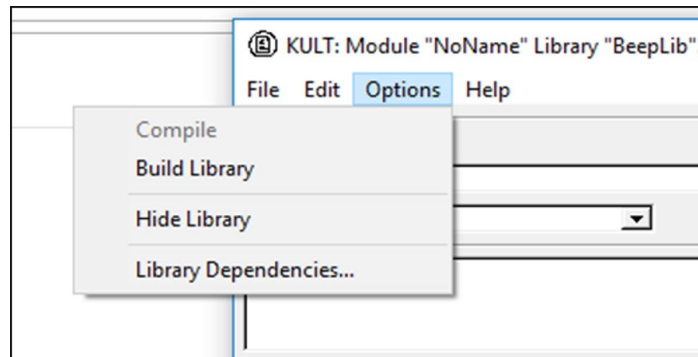 KULT: Module "NoName" Library "BeepLib"
File Edit Options Help
Compile
Build Library
Hide Library
Library Dependencies...